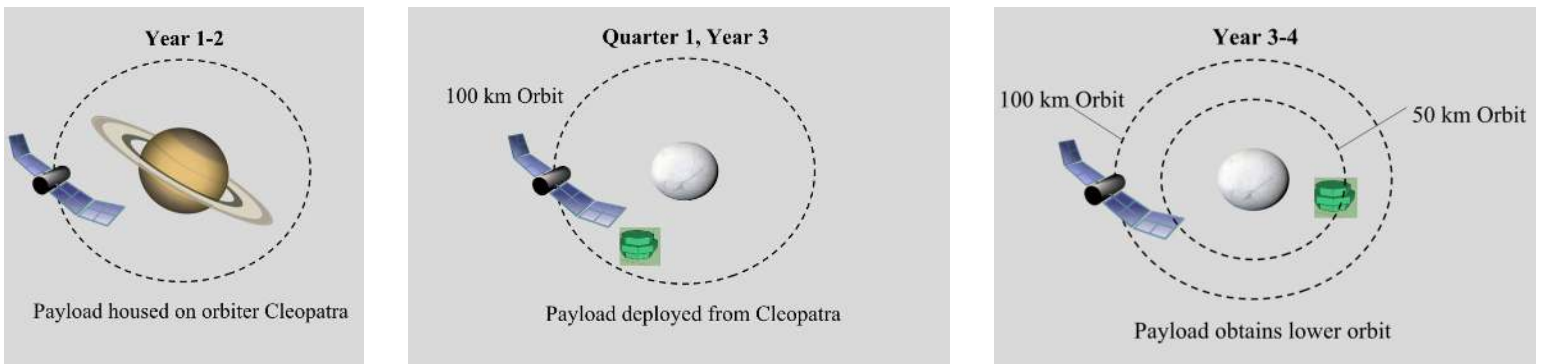 Year 1-2
Payload housed on orbiter Cleopatra
Quarter 1, Year 3
100 km Orbit
Payload deployed from Cleopatra
Year 3-4
100 km Orbit
50 km Orbit
Payload obtains lower orbit